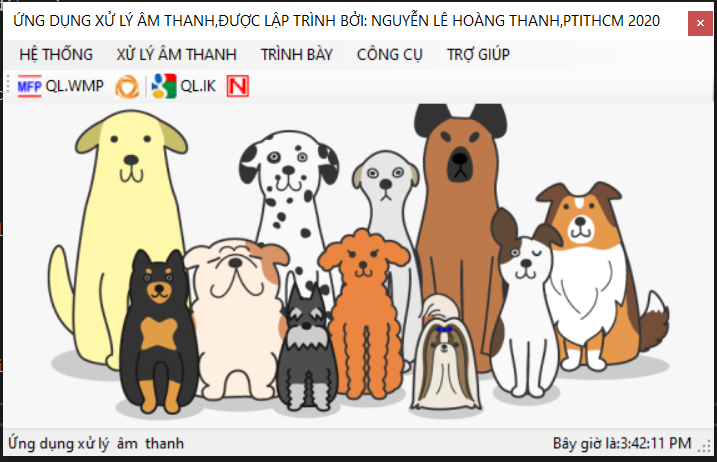 ỨNG DỤNG XỬ LÝ ÂM THANH,ĐƯỢC LẬP TRÌNH BỞI: NGUYỄN LÊ HOÀNG THANH,PTITHCM 2020
HỆ THỐNG XỬ LÝ ÂM THANH TRÌNH BÀY CÔNG CỤ TRỢ GIÚP
MFP QL.WMP QL.IK N
Ứng dụng xử lý âm thanh Bây giờ là:3:42:11 PM